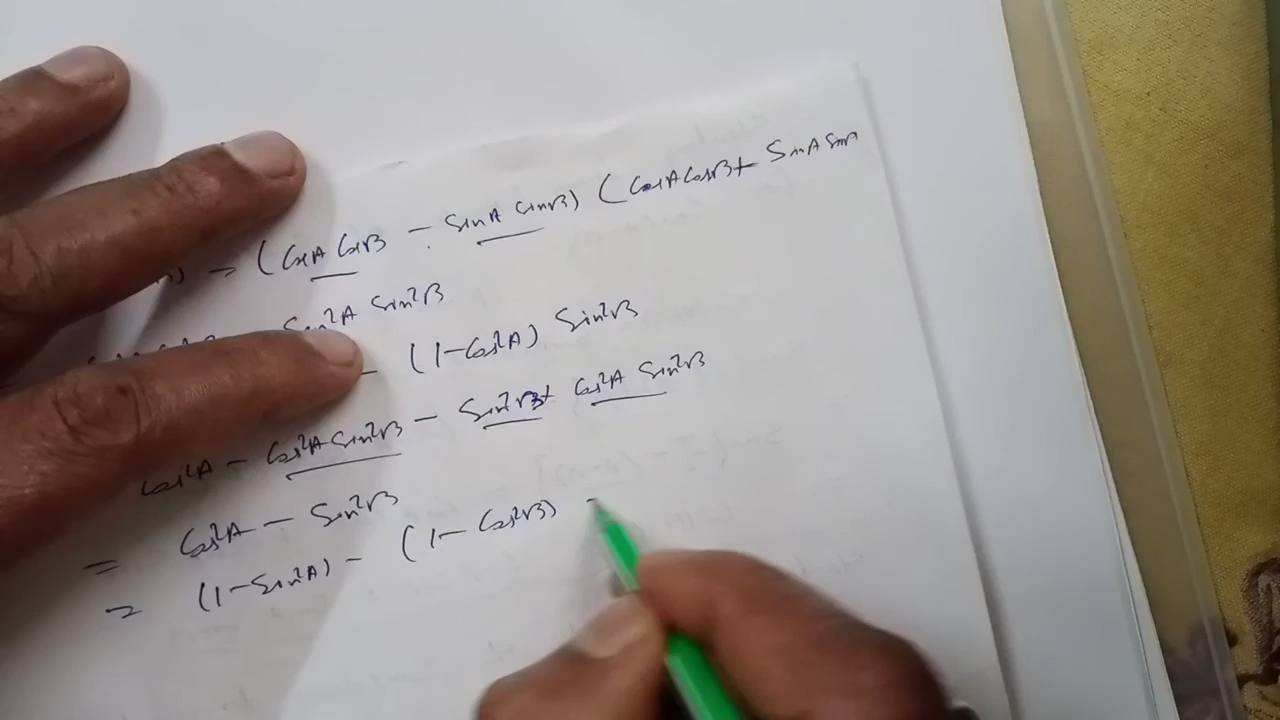 = (CosA CosB - SinA SinB) (CosA CosB + SinA Sin
Sin²A Sin²B
- (1-Cos²A) Sin²B
Cos²A - Cos²A Sin²B - Sin²B + Cos²A Sin²B
= Cos²A - Sin²B
= (1-Sin²A) - (1-Cos²B)